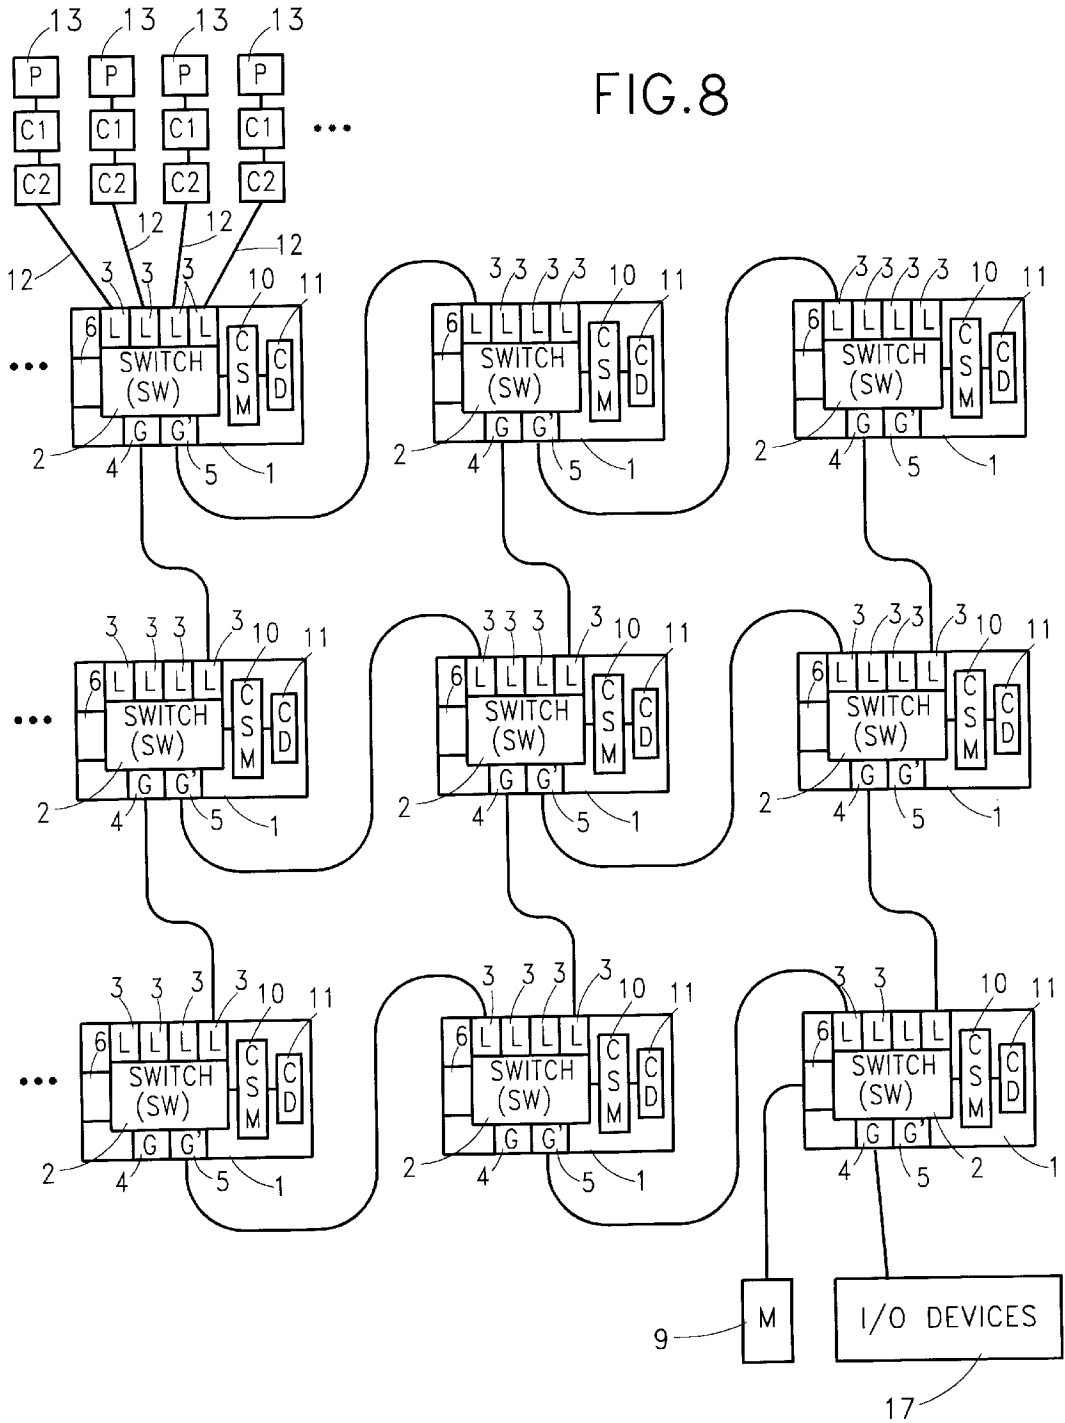 13 13 13 13
P P P P
FIG.8
C1 C1 C1 C1 •••
C2 C2 C2 C2
12 12 12 12
3 3 3 10 11
3 3 3 3 10 11
3 3 3 3 10 11
••• 6 L L L L
SWITCH
(SW)
CSM
CD
G G'
2 4 5 1
6 L L L L
SWITCH
(SW)
CSM
CD
G G'
2 4 5 1
6 L L L L
SWITCH
(SW)
CSM
CD
G G'
2 4 5 1
3 3 3 3 10 11
3 3 3 3 10 11
3 3 3 3 10 11
••• 6 L L L L
SWITCH
(SW)
CSM
CD
G G'
2 4 5 1
6 L L L L
SWITCH
(SW)
CSM
CD
G G'
2 4 5 1
6 L L L L
SWITCH
(SW)
CSM
CD
G G'
2 4 5 1
3 3 3 3 10 11
3 3 3 3 10 11
3 3 10 11
••• 6 L L L L
SWITCH
(SW)
CSM
CD
G G'
2 4 5 1
6 L L L L
SWITCH
(SW)
CSM
CD
G G'
2 4 5 1
6 L L L L
SWITCH
(SW)
CSM
CD
G G'
4 5 2 1
9 M
I/O DEVICES
17